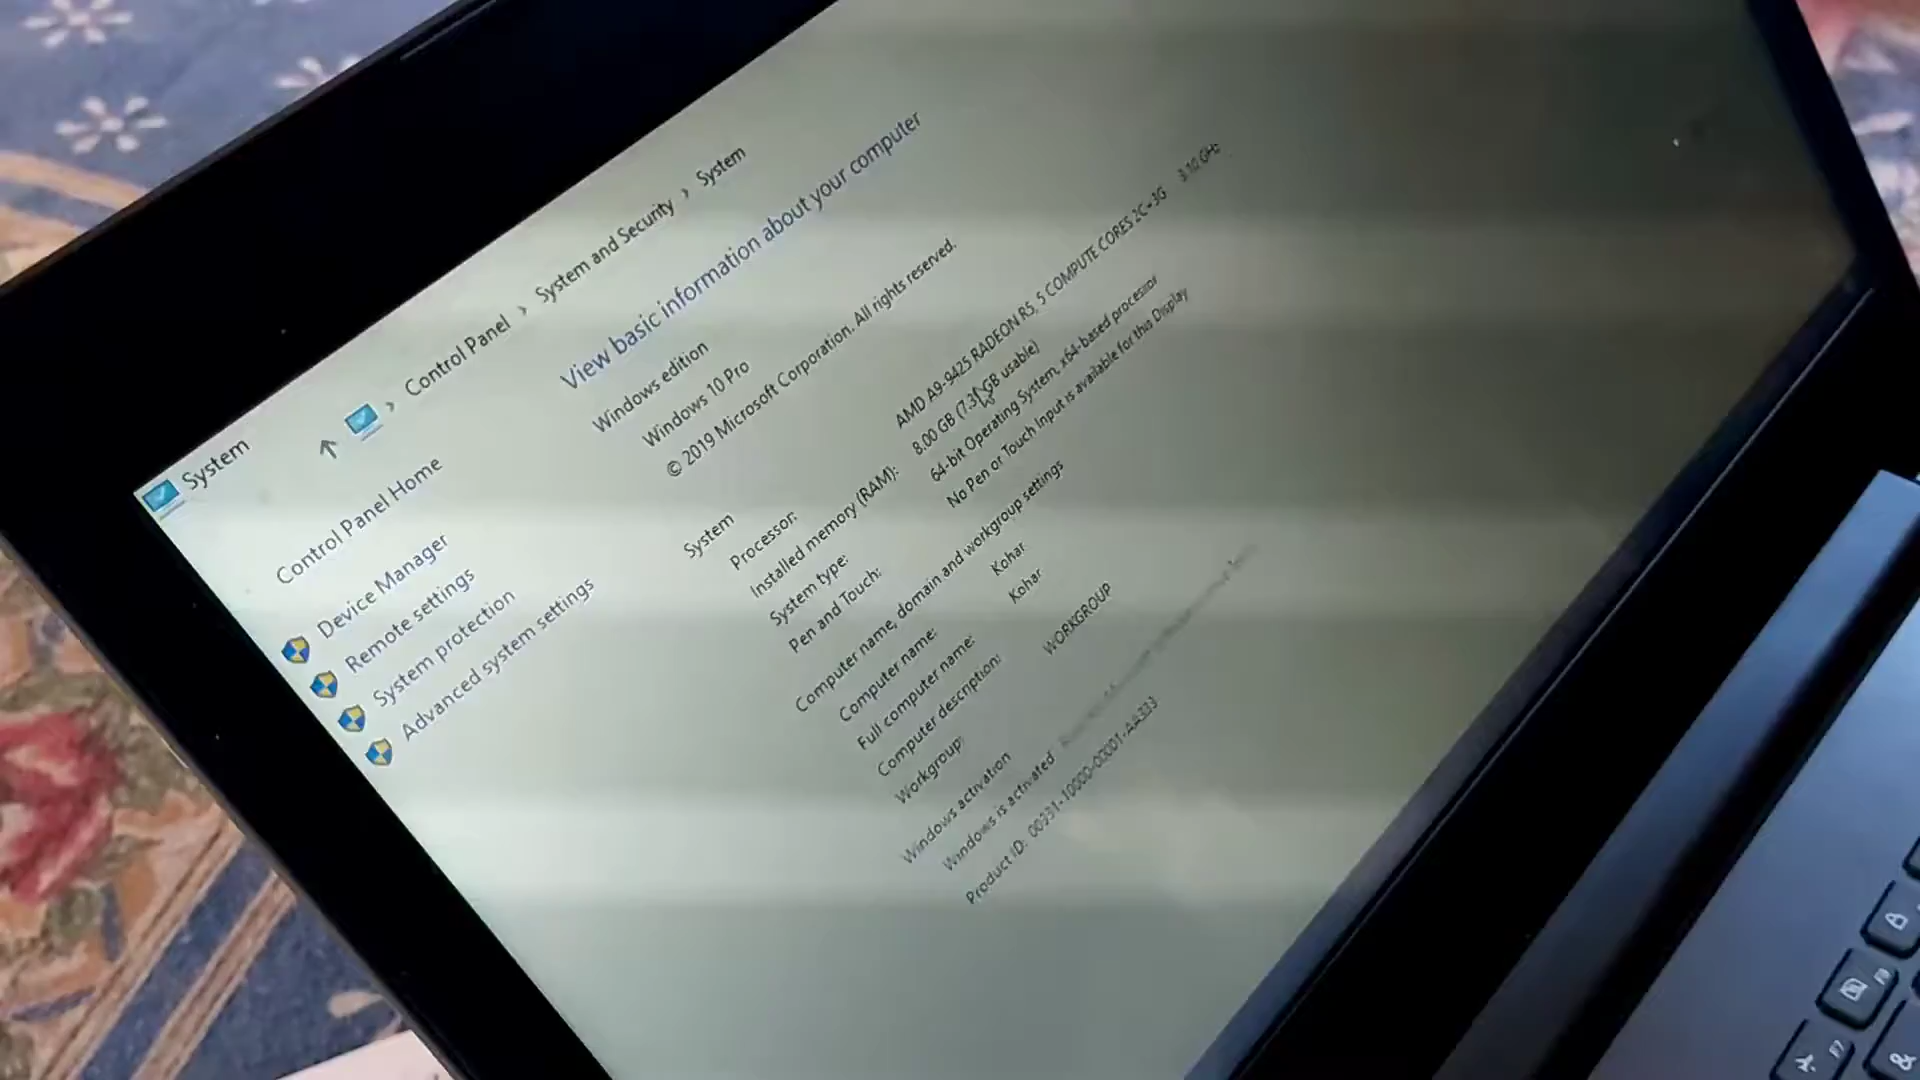 System
Control Panel › System and Security › System
Control Panel Home
Device Manager
Remote settings
System protection
Advanced system settings
View basic information about your computer
Windows edition
Windows 10 Pro
© 2019 Microsoft Corporation. All rights reserved.
System
Processor: AMD A9-9425 RADEON R5, 5 COMPUTE CORES 2C+3G 3.10 GHz
Installed memory (RAM): 8.00 GB GB usable)
System type: 64-bit Operating System, x64-based processor
Pen and Touch: No Pen or Touch Input is available for this Display
Computer name, domain and workgroup settings
Computer name: Kohar
Full computer name: Kohar
Computer description:
Workgroup: WORKGROUP
Windows activation
Windows is activated
Product ID: 00331-10000-00001-AA333
F8
F7
&